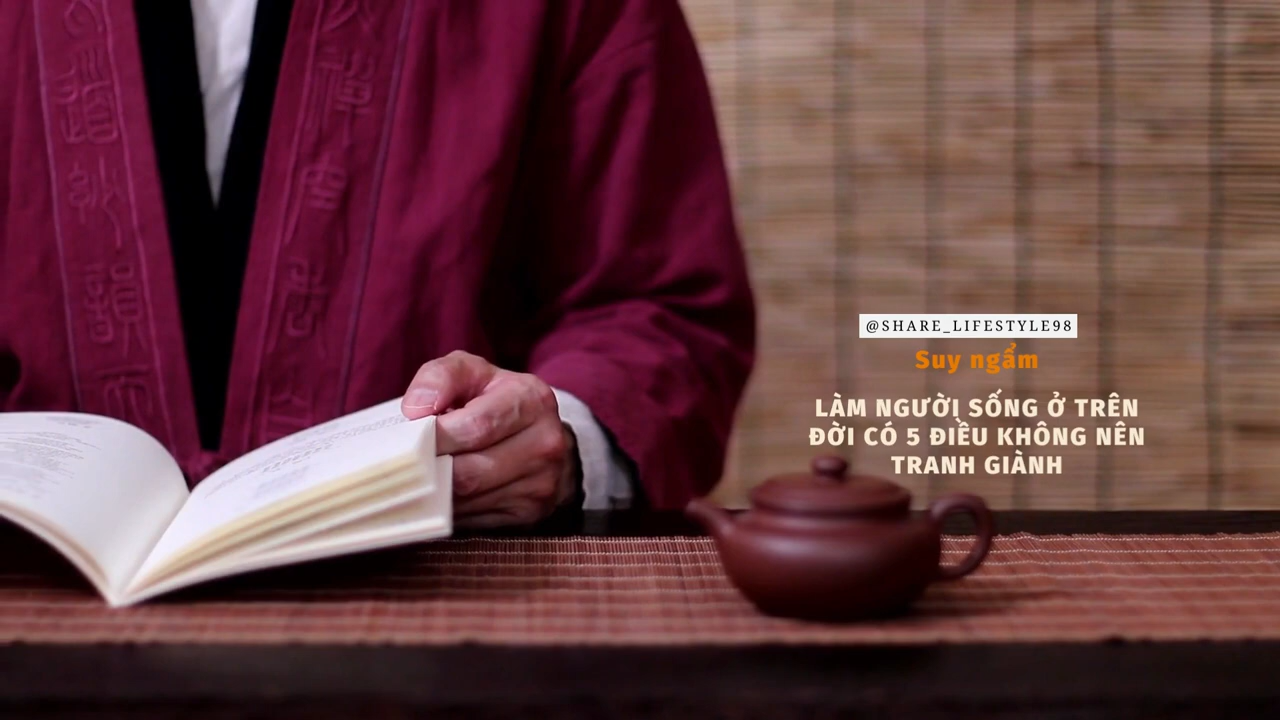 @SHARE_LIFESTYLE98
Suy ngẩm
LÀM NGƯỜI SỐNG Ở TRÊN
ĐỜI CÓ 5 ĐIỀU KHÔNG NÊN
TRANH GIÀNH